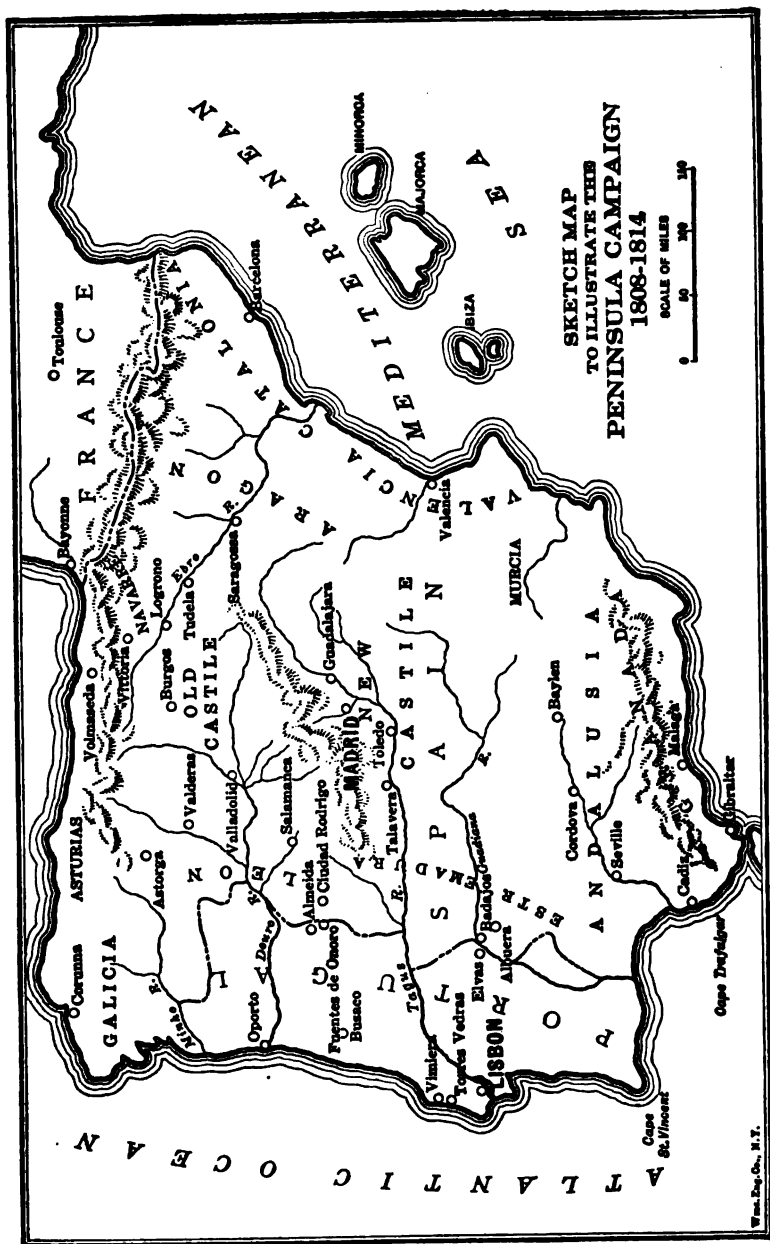 SKETCH MAP
TO ILLUSTRATE THE
PENINSULA CAMPAIGN
1808-1814
SCALE OF MILES
0 50 100 150
ATLANTIC OCEAN
MEDITERRANEAN
SEA
FRANCE
Toulouse
Bayonne
Corunna
GALICIA
ASTURIAS
Astorga
Valderas
Volmaseda
Vittoria
NAVARRE
Logrono
Burgos
OLD
CASTILE
Tudela
Ebro
R.
Saragossa
ARAGON
CATALONIA
Barcelona
MINORCA
MAJORCA
IBIZA
Minho
R.
Oporto
Douro
R.
LEON
Valladolid
Salamanca
Almeida
Ciudad Rodrigo
Fuentes de Onoro
Busaco
PORTUGAL
Guadalajara
MADRID
NEW
CASTILE
Toledo
Talavera
Tagus
R.
SPAIN
VALENCIA
Valencia
Vimiera
Torres Vedras
LISBON
Elvas
Badajos
Albuera
Guadiana
R.
ESTREMADURA
MURCIA
Baylen
Cordova
Seville
ANDALUSIA
GRANADA
Malaga
Cadiz
Gibraltar
Cape Trafalgar
Cape
St. Vincent
Wms. Eng. Co., N.Y.